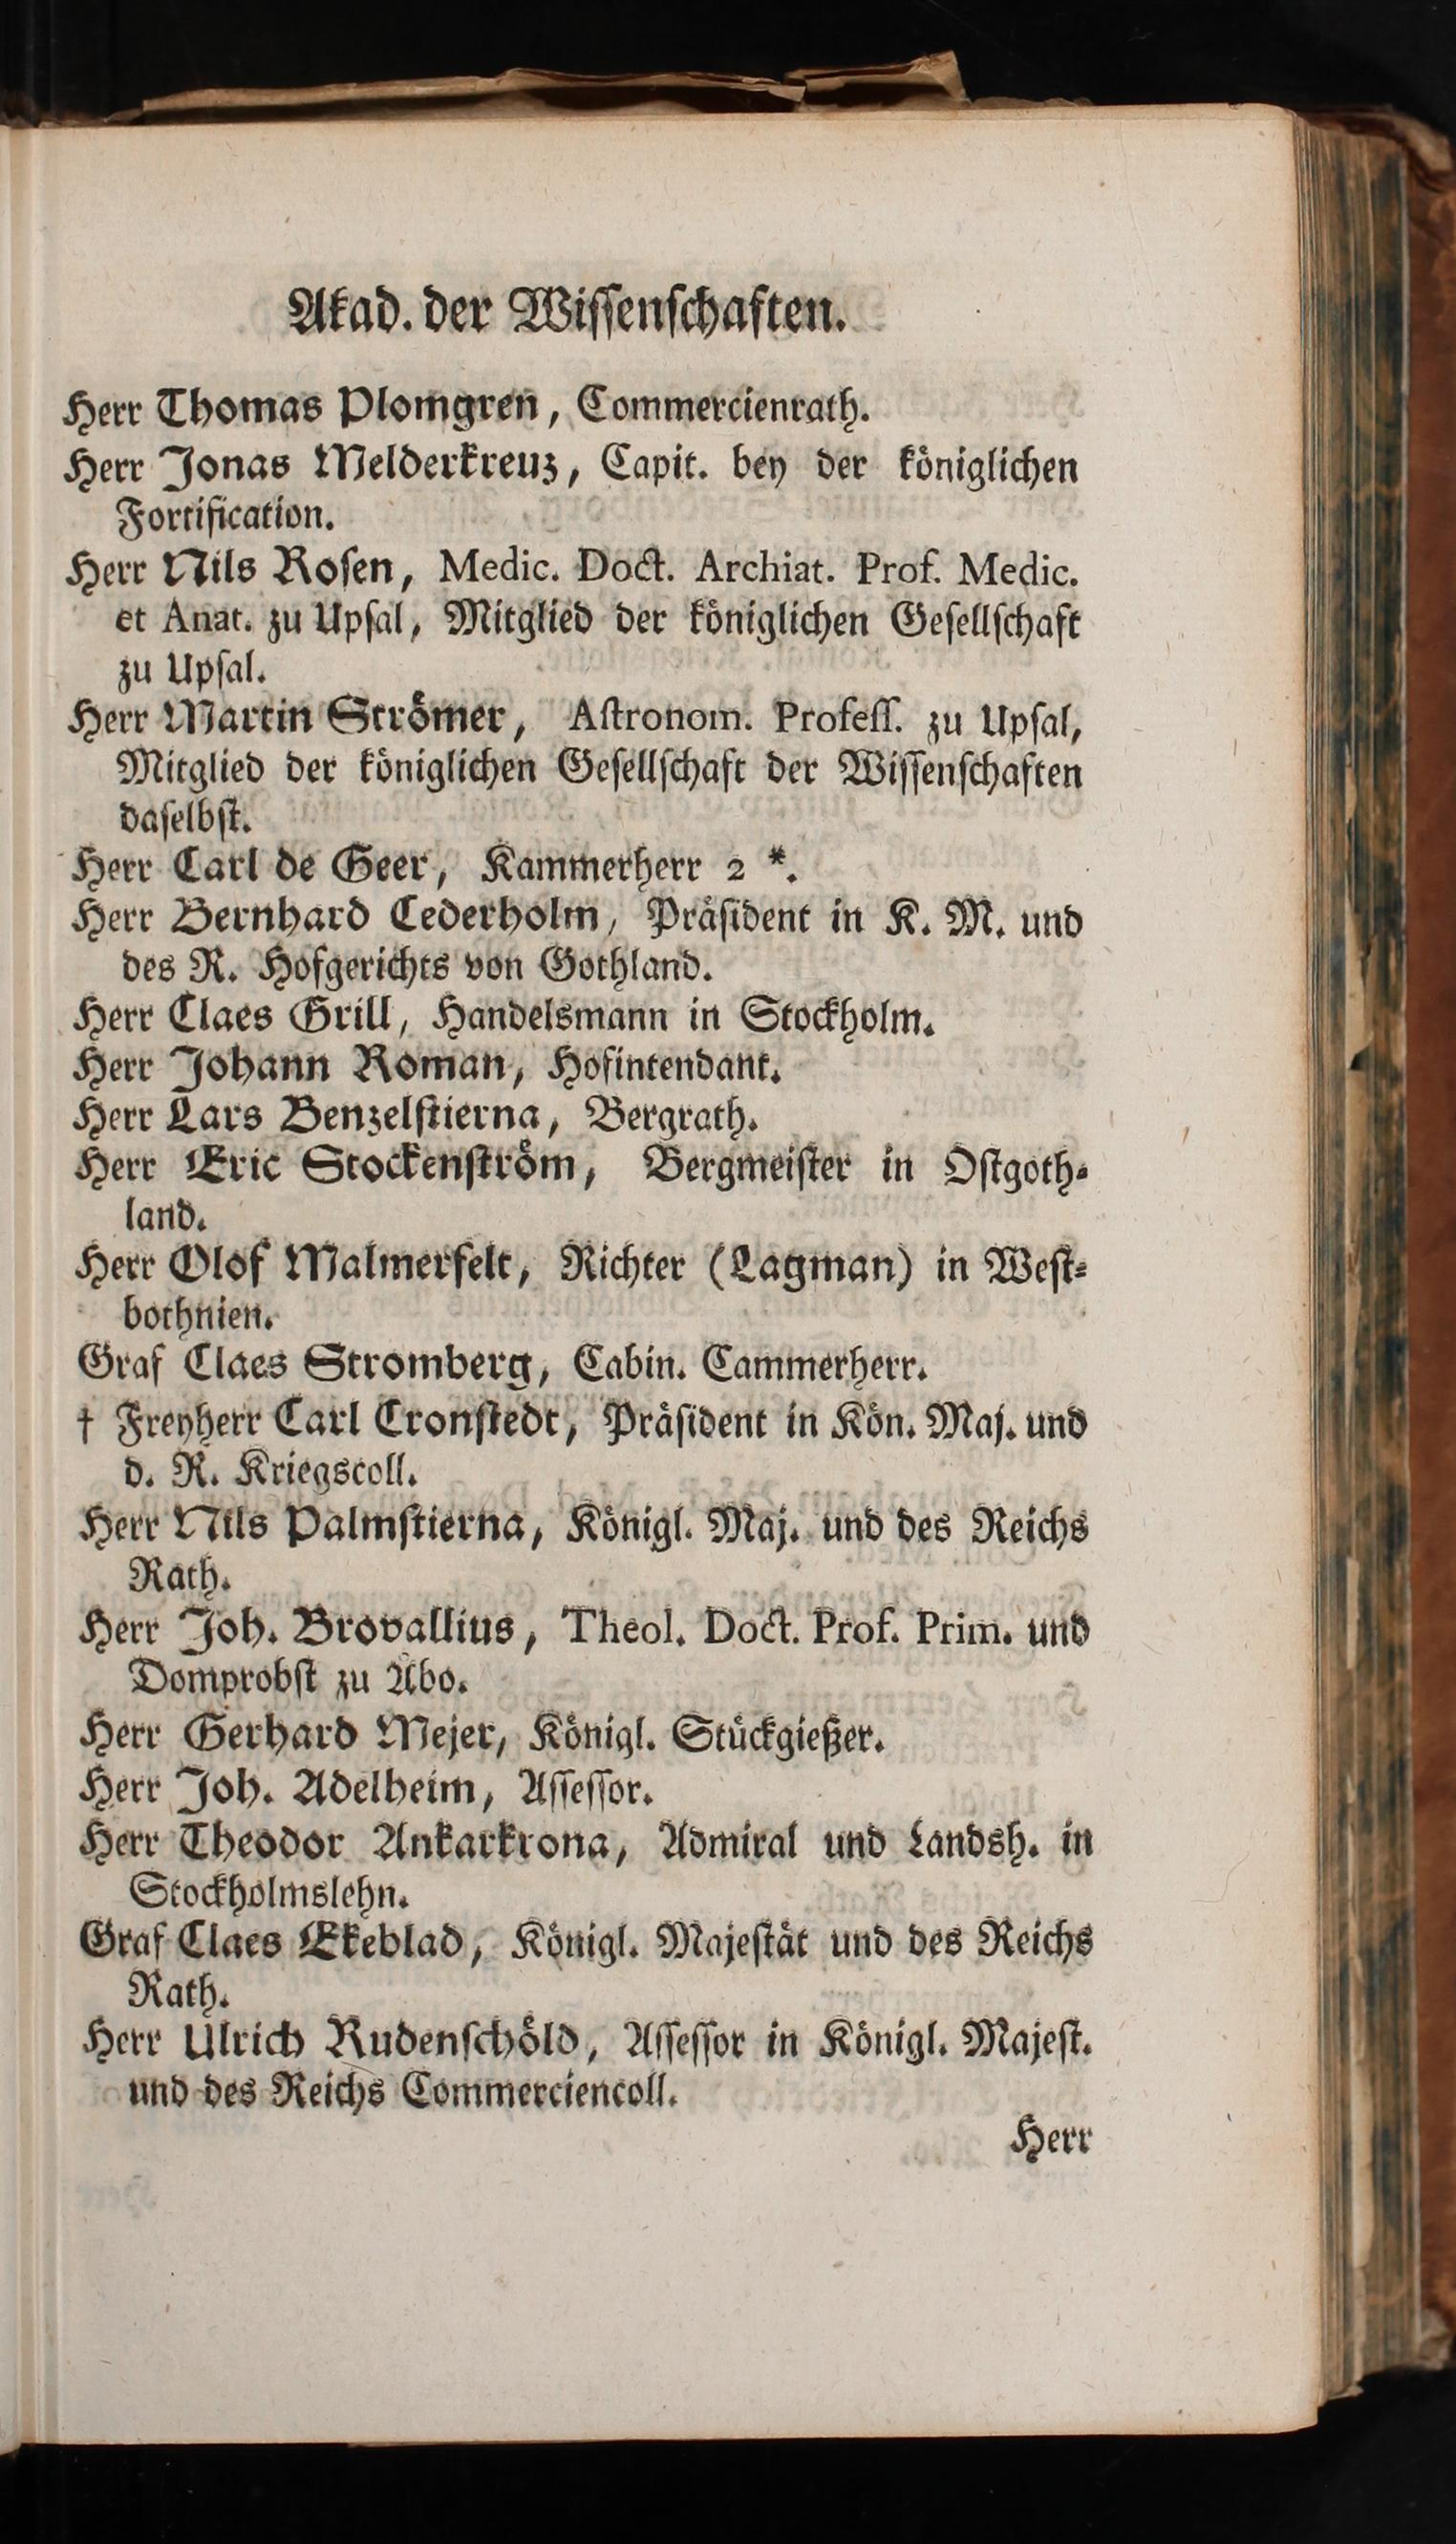 Akad. der Wiſſenſchaften.
Herr Thomas Plomgren, Commercienrath.
Herr Jonas Melderkreuz, Capit. bey der königlichen
Fortification.
Herr Nils Roſen, Medic. Doct. Archiat. Prof. Medic.
et Anat. zu Upſal, Mitglied der königlichen Geſellſchaft
zu Upſal.
Herr Martin Strömer, Aſtronom. Profeſſ. zu Upſal,
Mitglied der königlichen Geſellſchaft der Wiſſenſchaften
daſelbſt.
Herr Carl de Geer, Kammerherr 2 *.
Herr Bernhard Cederholm, Präſident in K. M. und
des R. Hofgerichts von Gothland.
Herr Claes Grill, Handelsmann in Stockholm.
Herr Johann Roman, Hofintendant.
Herr Lars Benzelſtierna, Bergrath.
Herr Eric Stockenſtröm, Bergmeiſter in Oſtgoth⸗
land.
Herr Olof Malmerfelt, Richter (Lagman) in Weſt⸗
bothnien.
Graf Claes Stromberg, Cabin. Cammerherr.
† Freyherr Carl Cronſtedt, Präſident in Kön. Maj. und
d. R. Kriegscoll.
Herr Nils Palmſtierna, Königl. Maj. und des Reichs
Rath.
Herr Joh. Brovallius, Theol. Doct. Prof. Prim. und
Domprobſt zu Åbo.
Herr Gerhard Mejer, Königl. Stückgießer.
Herr Joh. Adelheim, Aſſeſſor.
Herr Theodor Ankarkrona, Admiral und Landsh. in
Stockholmslehn.
Graf Claes Ekeblad, Königl. Majeſtät und des Reichs
Rath.
Herr Ulrich Rudenſchöld, Aſſeſſor in Königl. Majeſt.
und des Reichs Commerciencoll.
Herr